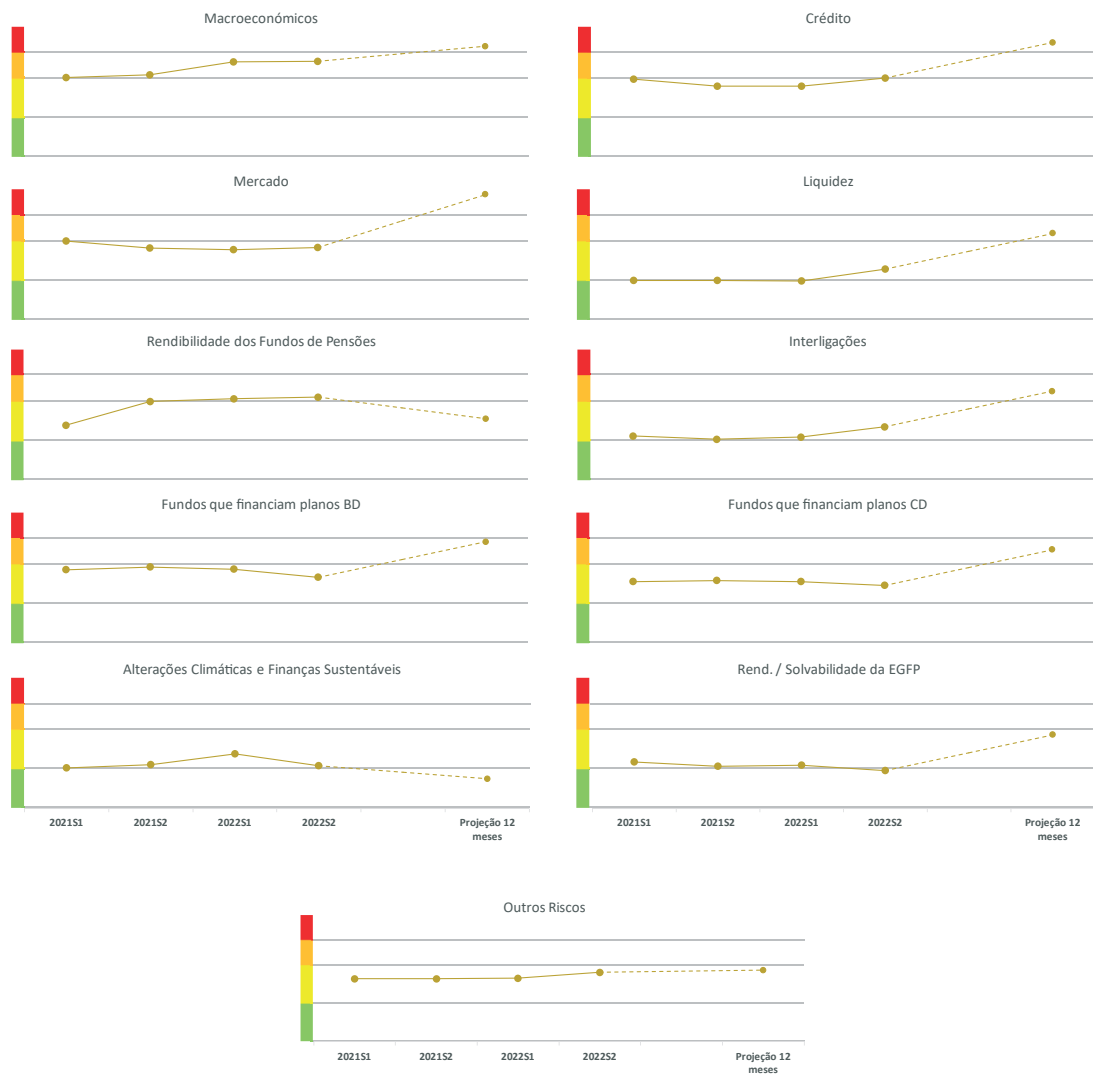 Macroeconómicos
Crédito
Mercado
Liquidez
Rendibilidade dos Fundos de Pensões
Interligações
Fundos que financiam planos BD
Fundos que financiam planos CD
Alterações Climáticas e Finanças Sustentáveis
Rend. / Solvabilidade da EGFP
2021S1 2021S2 2022S1 2022S2 Projeção 12
meses
2021S1 2021S2 2022S1 2022S2 Projeção 12
meses
Outros Riscos
2021S1 2021S2 2022S1 2022S2 Projeção 12
meses